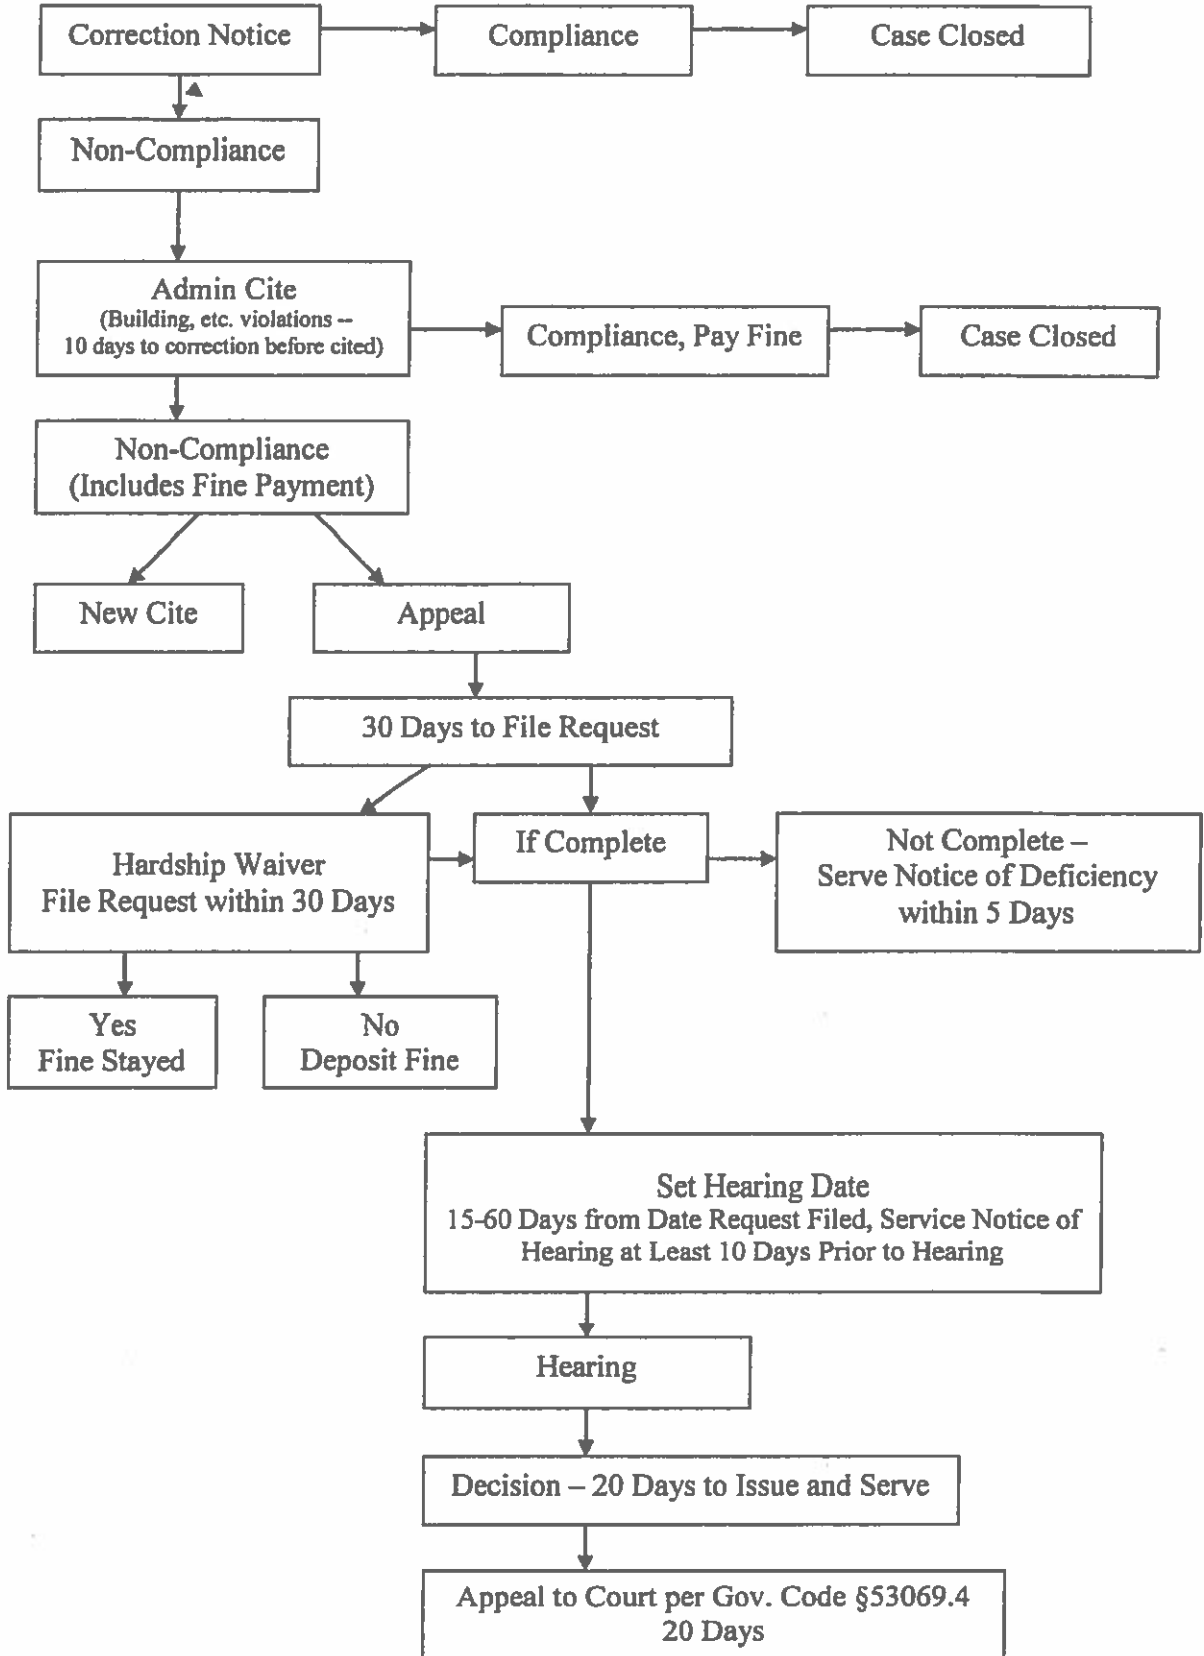 Correction Notice
Compliance
Case Closed
Non-Compliance
Admin Cite
(Building, etc. violations --
10 days to correction before cited)
Compliance, Pay Fine
Case Closed
Non-Compliance
(Includes Fine Payment)
New Cite
Appeal
30 Days to File Request
Hardship Waiver
File Request within 30 Days
If Complete
Not Complete –
Serve Notice of Deficiency
within 5 Days
Yes
Fine Stayed
No
Deposit Fine
Set Hearing Date
15-60 Days from Date Request Filed, Service Notice of
Hearing at Least 10 Days Prior to Hearing
Hearing
Decision – 20 Days to Issue and Serve
Appeal to Court per Gov. Code §53069.4
20 Days